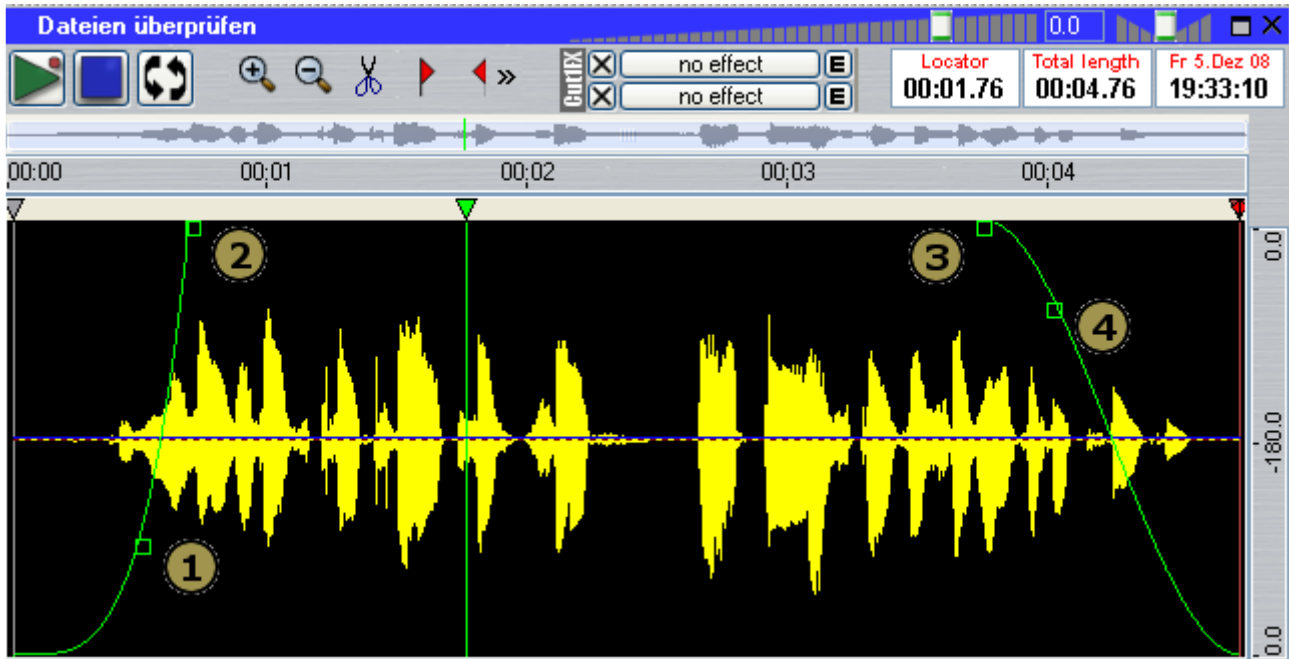 Dateien überprüfen
0.0
CutFX
X no effect E
X no effect E
Locator
00:01.76
Total length
00:04.76
Fr 5.Dez 08
19:33:10
00:00 00:01 00:02 00:03 00:04
0.0
2
3
4
-180.0
1
0.0